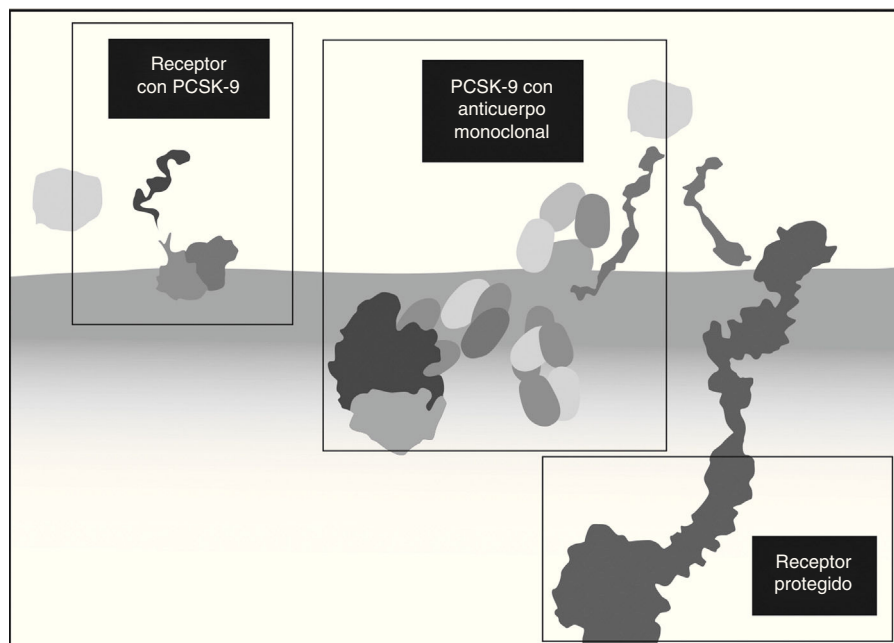 Receptor
con PCSK-9
PCSK-9 con
anticuerpo
monoclonal
Receptor
protegido